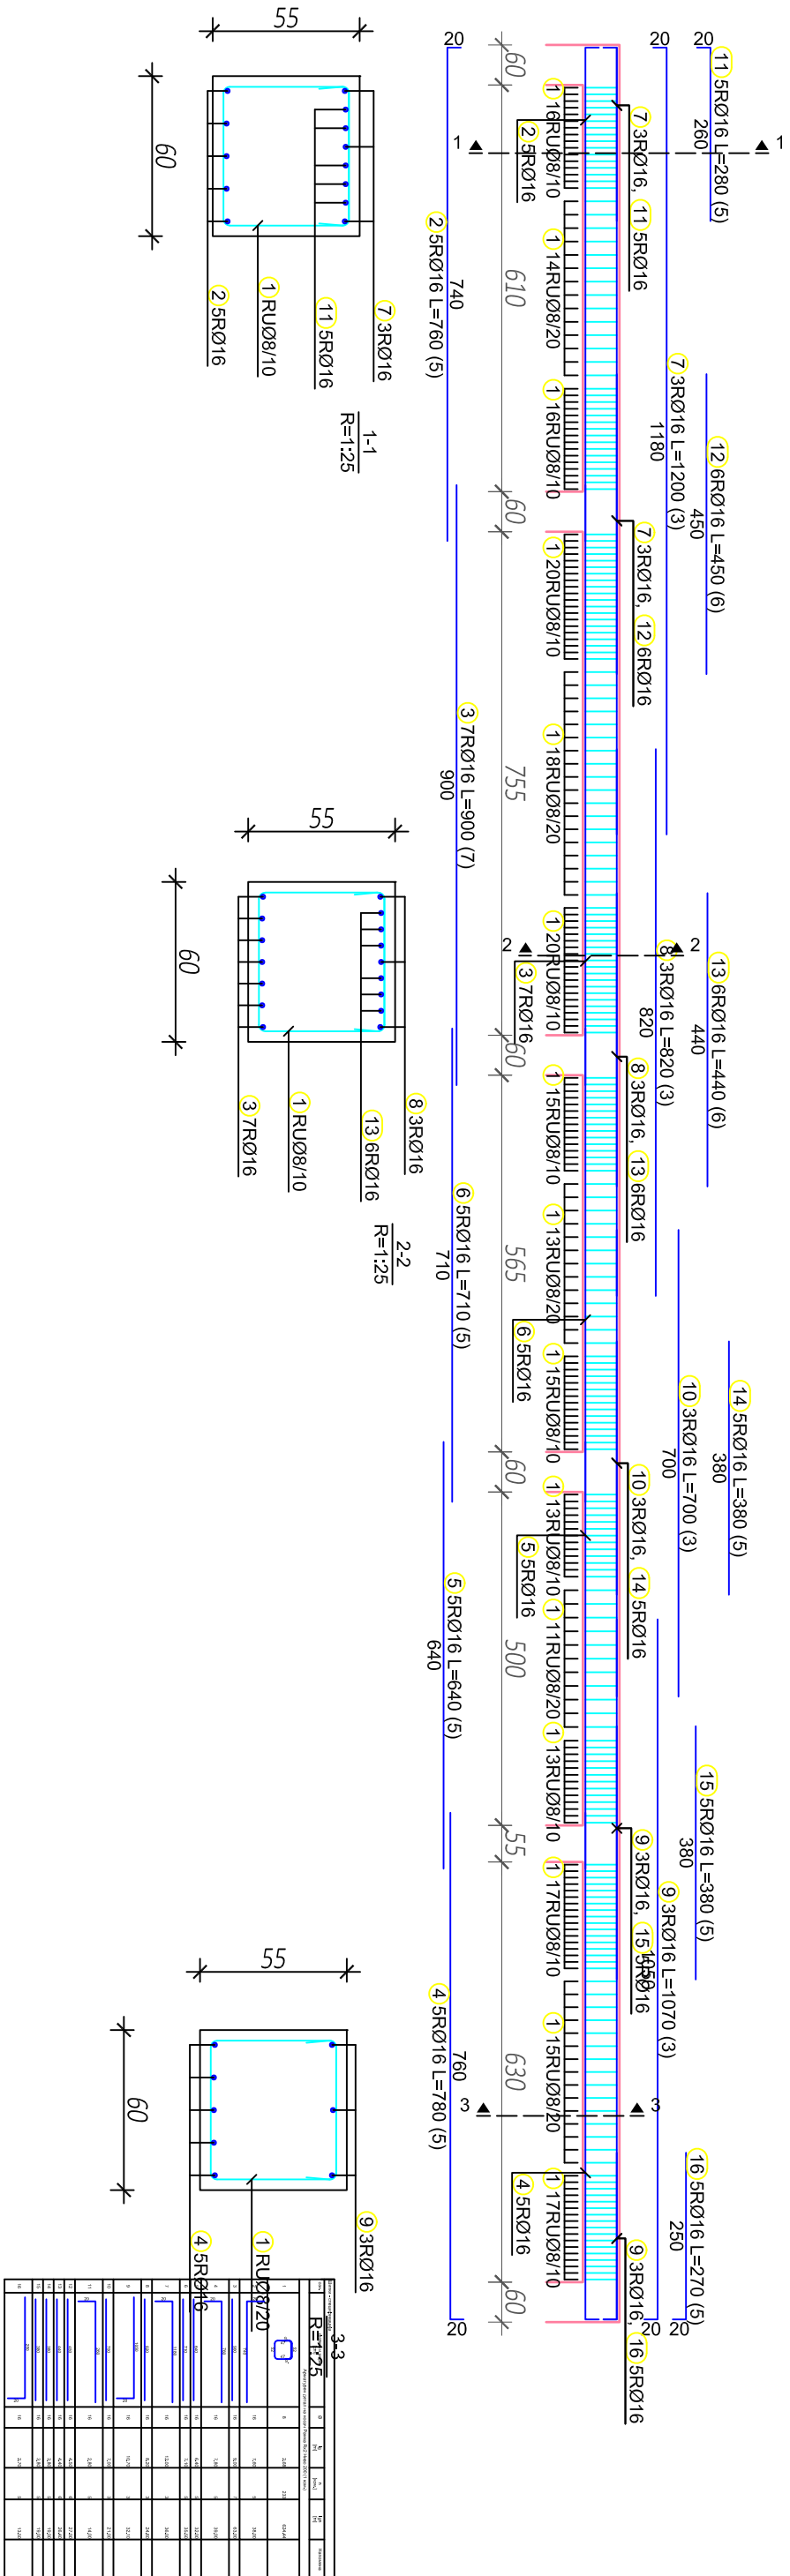 11 5RØ16 L=280 (5)
260
20
20
12 6RØ16 L=450 (6)
450
13 6RØ16 L=440 (6)
440
14 5RØ16 L=380 (5)
380
15 5RØ16 L=380 (5)
380
16 5RØ16 L=270 (5)
250
20
7 3RØ16 L=1200 (3)
1180
8 3RØ16 L=820 (3)
820
10 3RØ16 L=700 (3)
700
9 3RØ16 L=1070 (3)
1050
20
7 3RØ16, 11 5RØ16
7 3RØ16, 12 6RØ16
8 3RØ16, 13 6RØ16
10 3RØ16, 14 5RØ16
9 3RØ16, 15 5RØ16
9 3RØ16, 16 5RØ16
1
1
2
2
3
3
1 16RUØ8/10
1 14RUØ8/20
1 16RUØ8/10
1 20RUØ8/10
1 18RUØ8/20
1 20RUØ8/10
1 15RUØ8/10
1 13RUØ8/20
1 15RUØ8/10
1 13RUØ8/10
1 11RUØ8/20
1 13RUØ8/10
1 17RUØ8/10
1 15RUØ8/20
1 17RUØ8/10
2 5RØ16
3 7RØ16
6 5RØ16
5 5RØ16
4 5RØ16
60
610
60
755
60
565
60
500
55
630
60
20
740
2 5RØ16 L=760 (5)
3 7RØ16 L=900 (7)
900
6 5RØ16 L=710 (5)
710
5 5RØ16 L=640 (5)
640
760
4 5RØ16 L=780 (5)
20
55
60
7 3RØ16
11 5RØ16
1 RUØ8/10
2 5RØ16
1-1
R=1:25
55
60
8 3RØ16
13 6RØ16
1 RUØ8/10
3 7RØ16
2-2
R=1:25
55
60
9 3RØ16
1 RUØ8/20
4 5RØ16
3-3
R=1:25